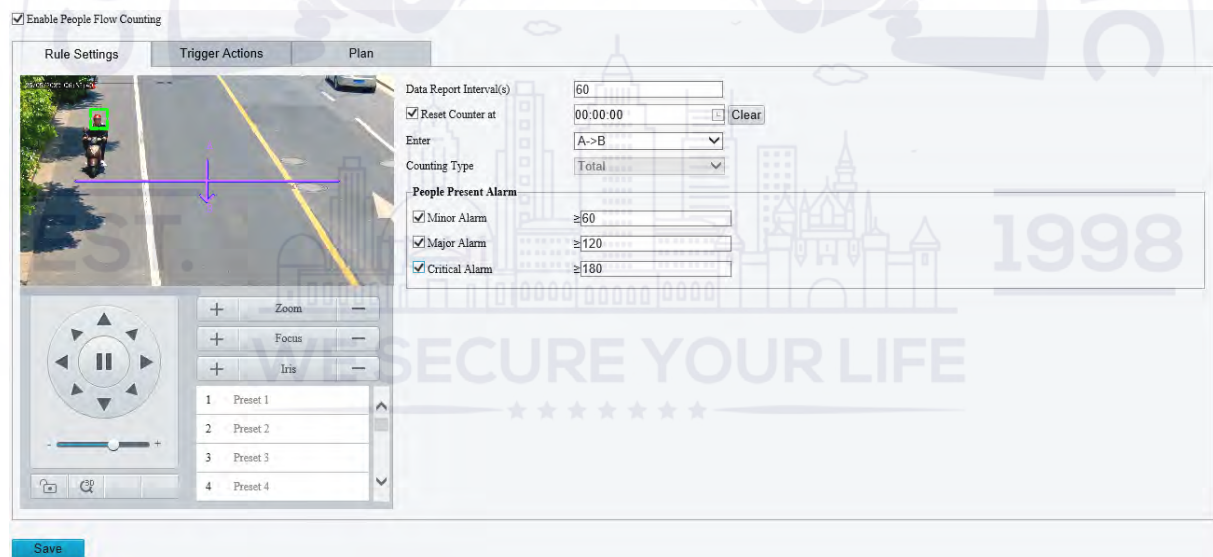 Enable People Flow Counting
Rule Settings
Trigger Actions
Plan
Data Report Interval(s) 60
Reset Counter at 00:00:00 Clear
Enter A->B
Counting Type Total
People Present Alarm
Minor Alarm ≥60
Major Alarm ≥120
Critical Alarm ≥180
+ Zoom −
+ Focus −
+ Iris −
1 Preset 1
2 Preset 2
3 Preset 3
4 Preset 4
- +
3D
Save
EST. 1998
WE SECURE YOUR LIFE